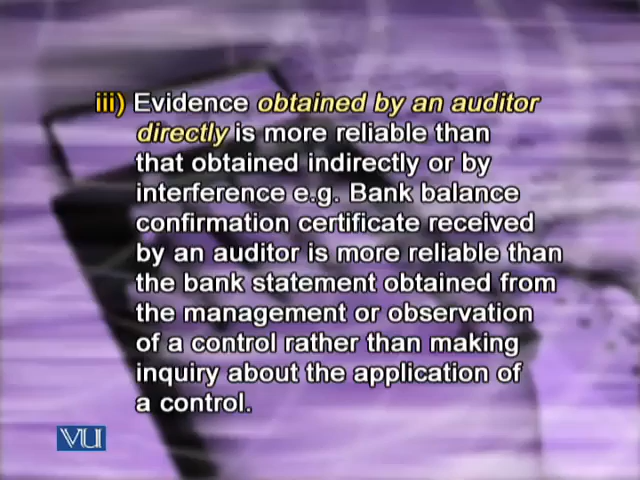 iii) Evidence obtained by an auditor
directly is more reliable than
that obtained indirectly or by
interference e.g. Bank balance
confirmation certificate received
by an auditor is more reliable than
the bank statement obtained from
the management or observation
of a control rather than making
inquiry about the application of
a control.
VU